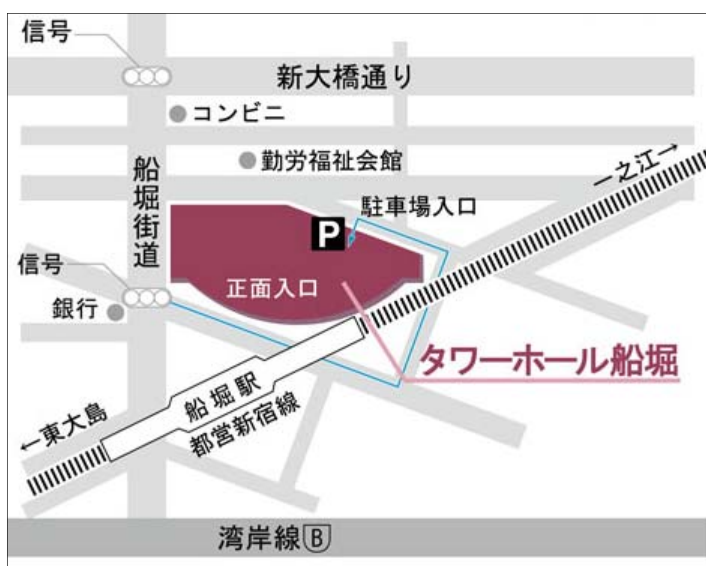 信号
新大橋通り
コンビニ
勤労福祉会館
一之江→
船堀街道
駐車場入口
P
信号
正面入口
銀行
タワーホール船堀
船堀駅
都営新宿線
←東大島
湾岸線B